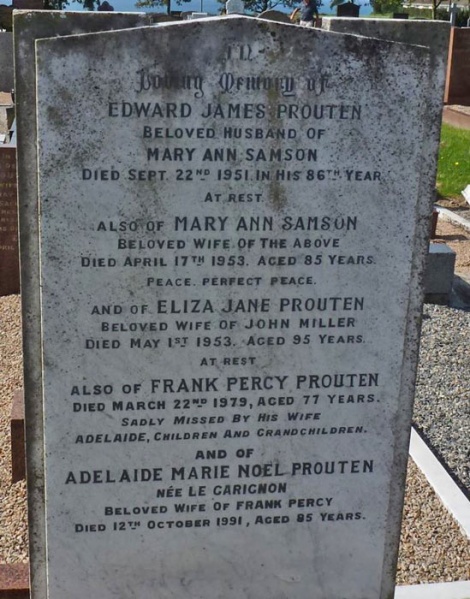 In
Loving Memory of
EDWARD JAMES PROUTEN
BELOVED HUSBAND OF
MARY ANN SAMSON
DIED SEPT. 22ND 1951. IN HIS 86TH YEAR
AT REST
ALSO OF MARY ANN SAMSON
BELOVED WIFE OF THE ABOVE
DIED APRIL 17TH 1953. AGED 85 YEARS.
PEACE. PERFECT PEACE.
AND OF ELIZA JANE PROUTEN
BELOVED WIFE OF JOHN MILLER
DIED MAY 1ST 1953. AGED 95 YEARS.
AT REST
ALSO OF FRANK PERCY PROUTEN
DIED MARCH 22ND 1979, AGED 77 YEARS.
SADLY MISSED BY HIS WIFE
ADELAIDE, CHILDREN AND GRANDCHILDREN.
AND OF
ADELAIDE MARIE NOËL PROUTEN
NÉE LE GARIGNON
BELOVED WIFE OF FRANK PERCY
DIED 12TH OCTOBER 1991, AGED 85 YEARS.